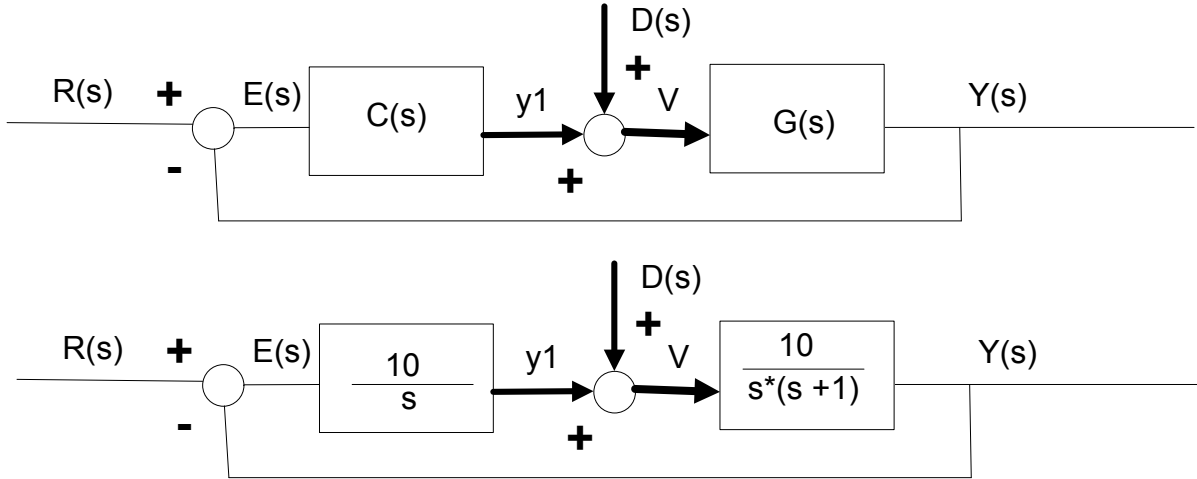 D(s)
+
R(s) + E(s) C(s) y1 V G(s) Y(s)
- +
D(s)
+
R(s) + E(s) 10 y1 V 10 Y(s)
s s*(s +1)
- +